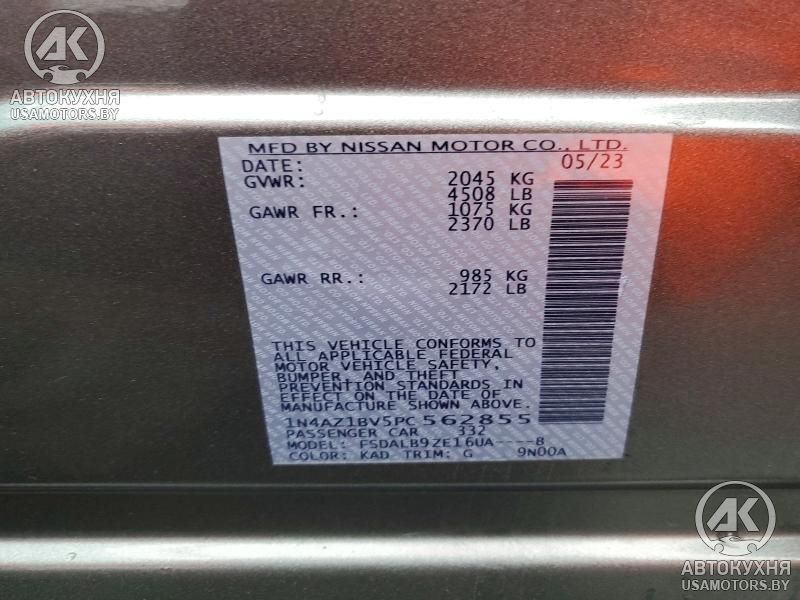 AK
АВТОКУХНЯ
USAMOTORS.BY
MFD BY NISSAN MOTOR CO., LTD.
DATE: 05/23
GVWR: 2045 KG
4508 LB
GAWR FR.: 1075 KG
2370 LB
GAWR RR.: 985 KG
2172 LB
THIS VEHICLE CONFORMS TO
ALL APPLICABLE FEDERAL
MOTOR VEHICLE SAFETY,
BUMPER, AND THEFT
PREVENTION STANDARDS IN
EFFECT ON THE DATE OF
MANUFACTURE SHOWN ABOVE.
1N4AZ1BV5PC562855
PASSENGER CAR 332
MODEL: FSDALB9ZE16UA----8
COLOR: KAD TRIM: G 9N00A
AK
АВТОКУХНЯ
USAMOTORS.BY